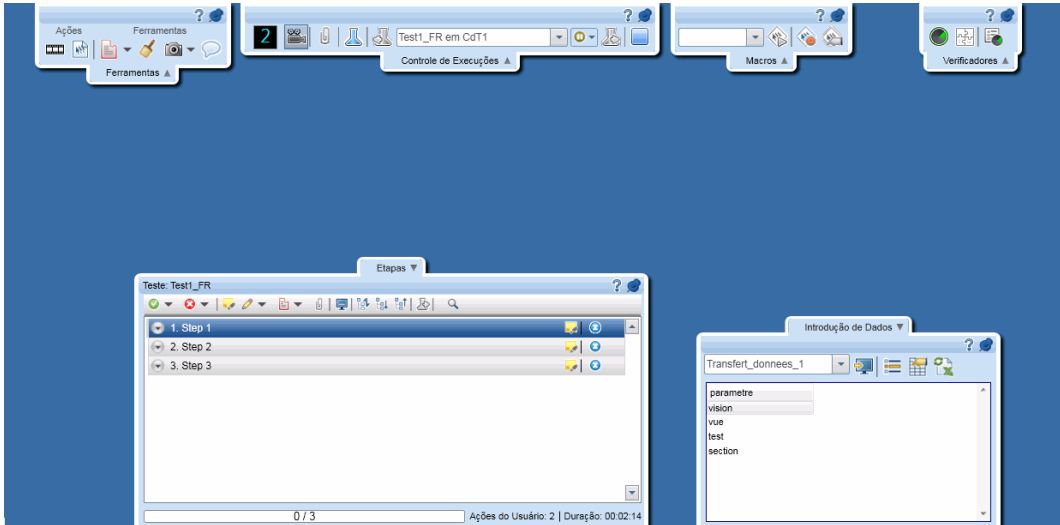 ?
Ações Ferramentas
Ferramentas
?
2 Test1_FR em CdT1
Controle de Execuções
?
Macros
?
Verificadores
Etapas
Teste: Test1_FR ?
1. Step 1
2. Step 2
3. Step 3
0 / 3 Ações do Usuário: 2 | Duração: 00:02:14
Introdução de Dados
?
Transfert_donnees_1
parametre
vision
vue
test
section